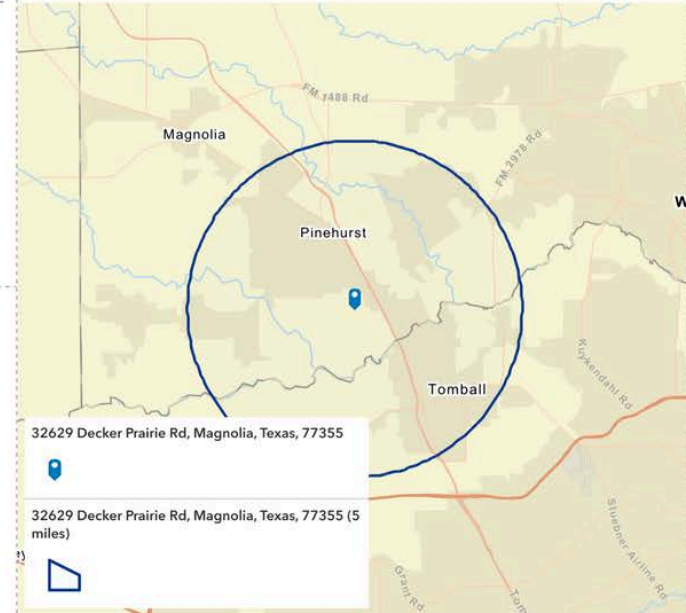 FM 1488 Rd
Magnolia
FM 2978 Rd
W
Pinehurst
Kuykendahl Rd
Tomball
32629 Decker Prairie Rd, Magnolia, Texas, 77355
32629 Decker Prairie Rd, Magnolia, Texas, 77355 (5
miles)
Stuebner Airline Rd
Grant Rd
Tom